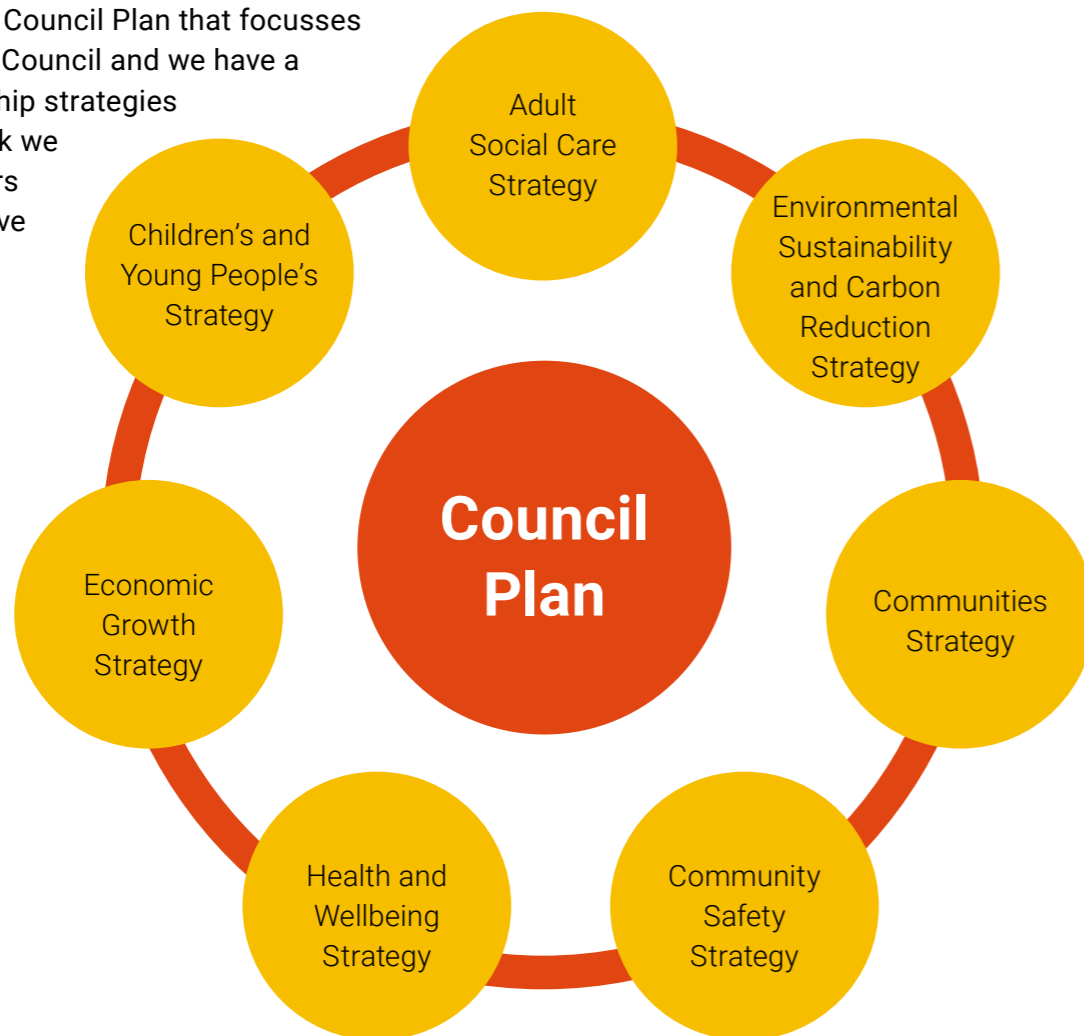 Council Plan that focusses
Council and we have a
hip strategies
k we
rs
ve
Adult
Social Care
Strategy
Environmental
Sustainability
and Carbon
Reduction
Strategy
Communities
Strategy
Community
Safety
Strategy
Health and
Wellbeing
Strategy
Economic
Growth
Strategy
Children’s and
Young People’s
Strategy
Council
Plan